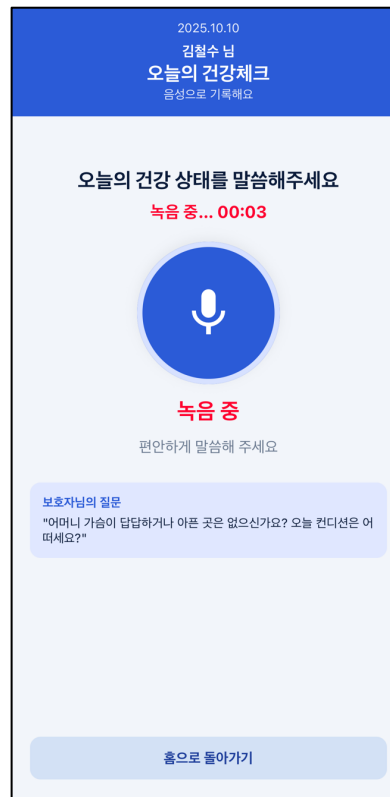 2025.10.10
김철수 님
오늘의 건강체크
음성으로 기록해요
오늘의 건강 상태를 말씀해주세요
녹음 중... 00:03
녹음 중
편안하게 말씀해 주세요
보호자님의 질문
"어머니 가슴이 답답하거나 아픈 곳은 없으신가요? 오늘 컨디션은 어
떠세요?"
홈으로 돌아가기